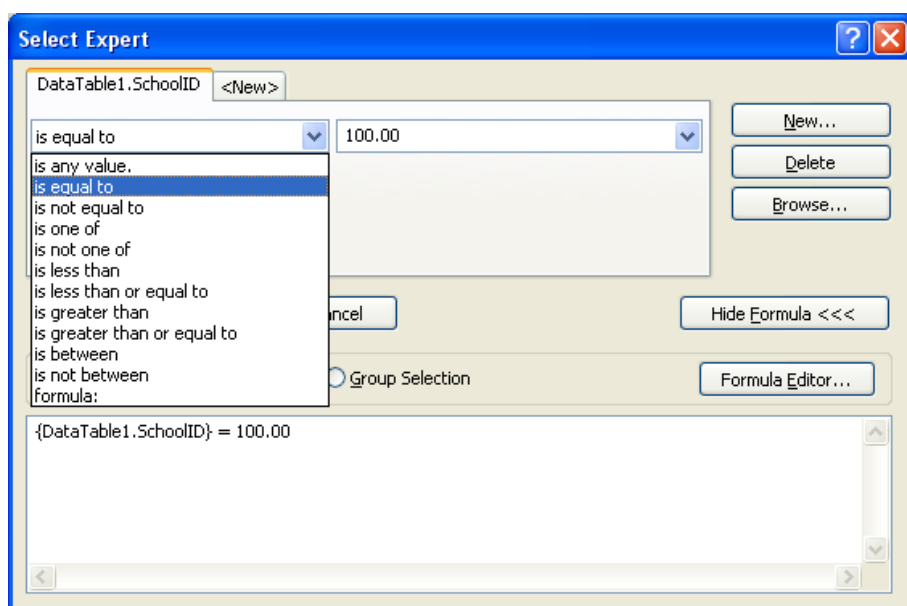 Select Expert
DataTable1.SchoolID <New>
is equal to 100.00
New...
is any value.
is equal to
Delete
is not equal to
Browse...
is one of
is not one of
is less than
is less than or equal to
is greater than
Hide Formula <<<
is greater than or equal to
is between
is not between
Group Selection
Formula Editor...
formula:
{DataTable1.SchoolID} = 100.00